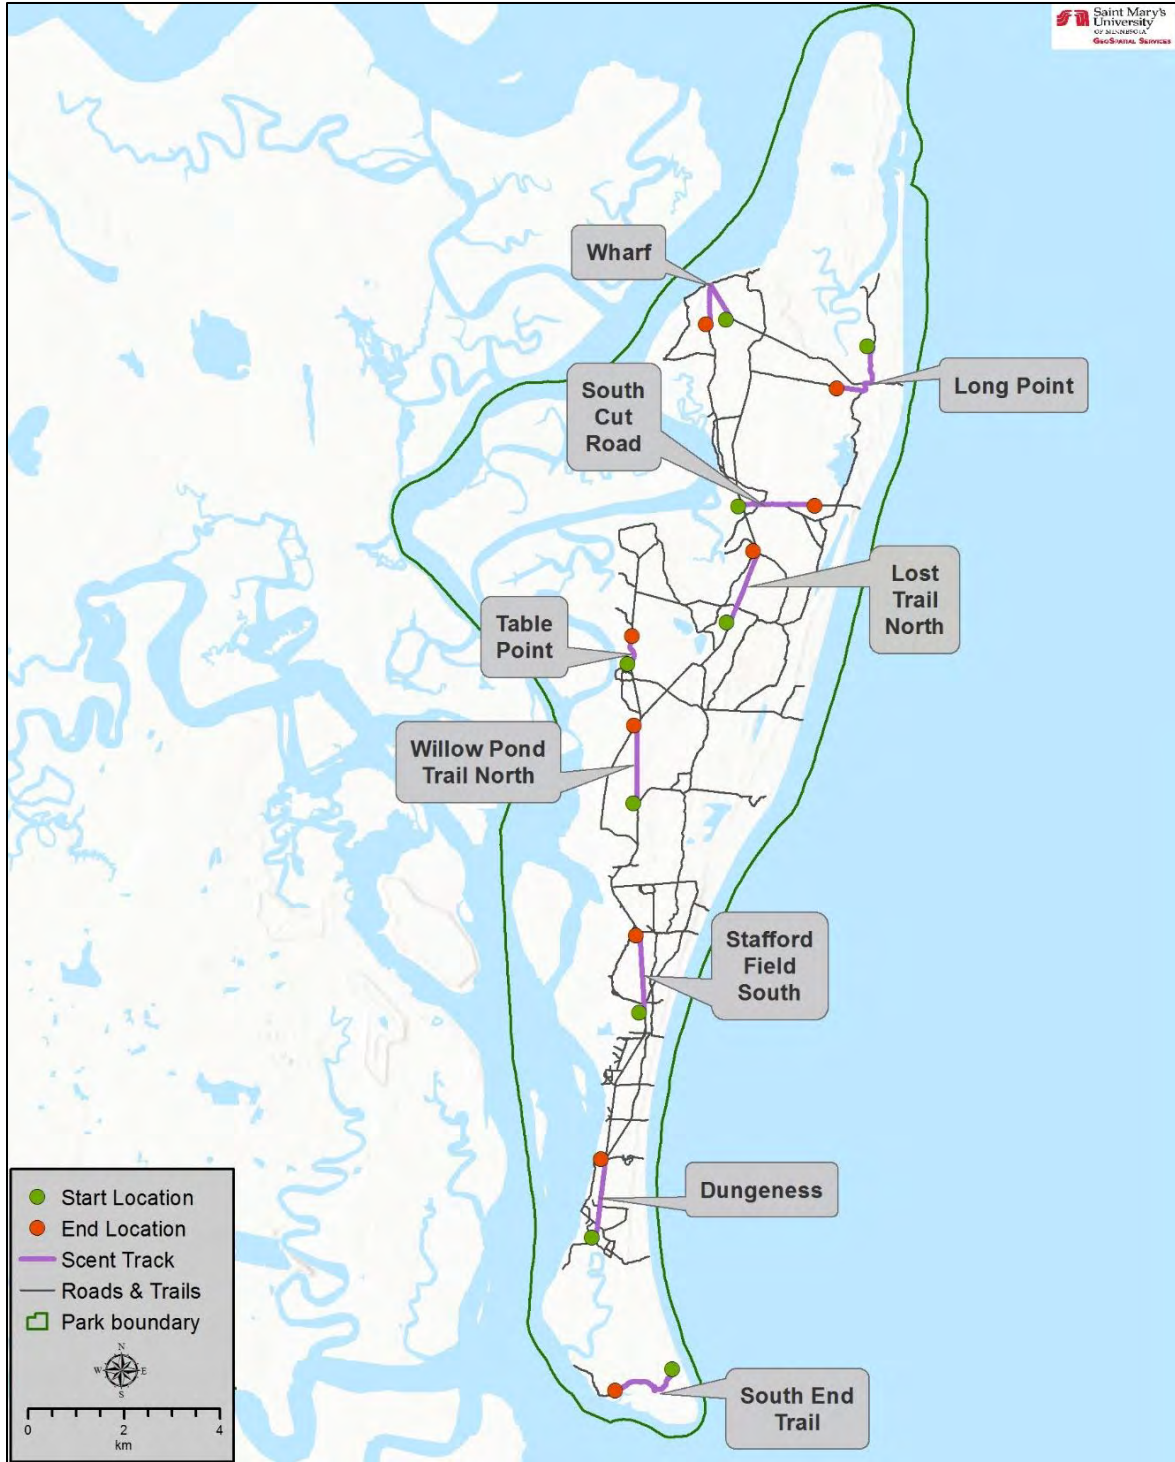 Saint Mary's
University
OF MINNESOTA
GEOSPATIAL SERVICES
Wharf
South
Cut
Road
Long Point
Lost
Trail
North
Table
Point
Willow Pond
Trail North
Stafford
Field
South
Dungeness
South End
Trail
Start Location
End Location
Scent Track
Roads & Trails
Park boundary
N
W E
S
0 2 4
km